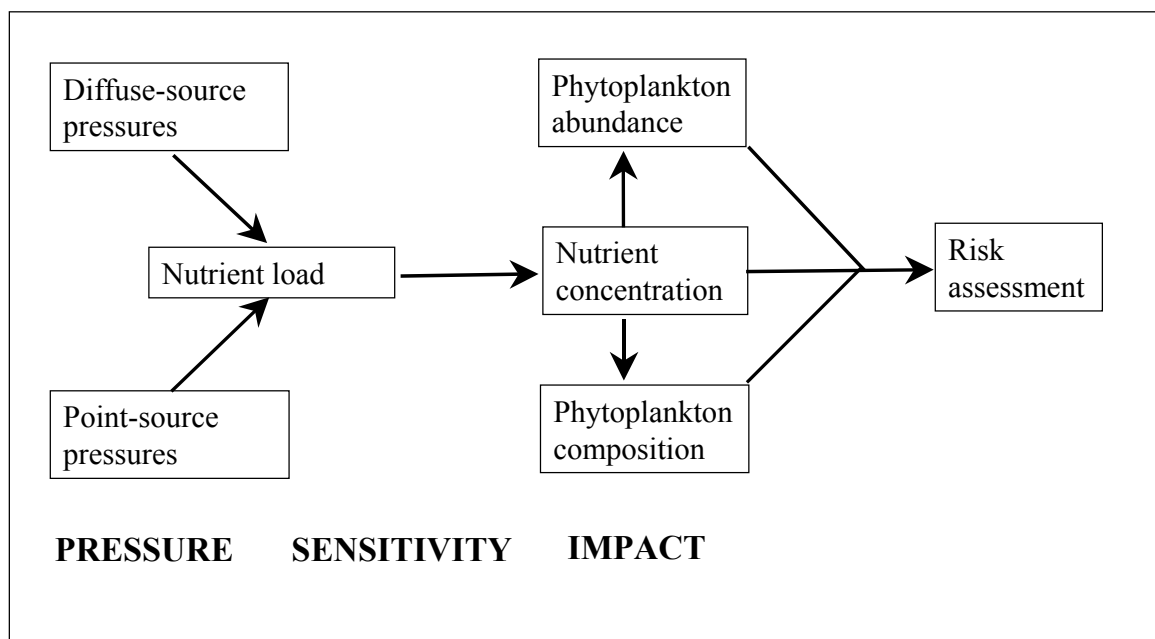 Diffuse-source
pressures
Phytoplankton
abundance
Nutrient load
Nutrient
concentration
Risk
assessment
Point-source
pressures
Phytoplankton
composition
PRESSURE SENSITIVITY IMPACT